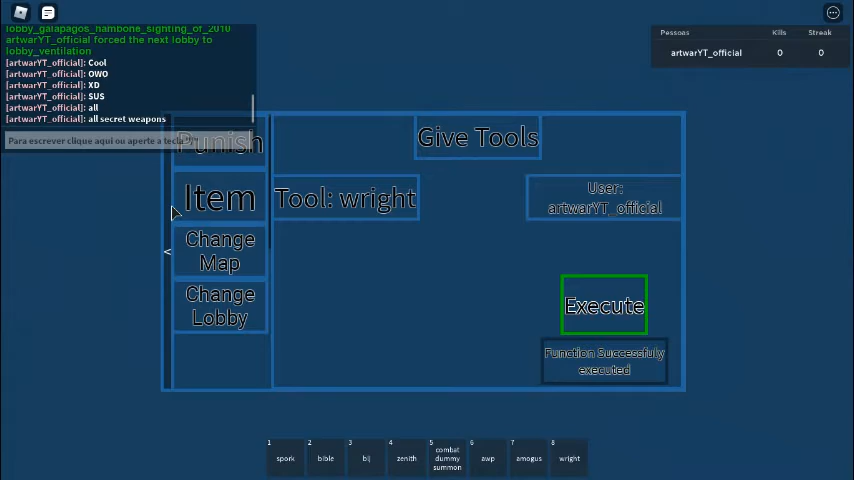 lobby_galapagos_hambone_sighting_of_2010
artwarYT_official forced the next lobby to
lobby_ventilation
[artwarYT_official]: Cool
[artwarYT_official]: OWO
[artwarYT_official]: XD
[artwarYT_official]: SUS
[artwarYT_official]: all
[artwarYT_official]: all secret weapons
Para escrever clique aqui ou aperte a tecla
Pessoas Kills Streak
artwarYT_official 0 0
Punish
Give Tools
Item
Tool: wright
User:
artwarYT_official
Change
Map
<
Change
Lobby
Execute
Function Successfuly
executed
1 2 3 4 5 6 7 8
spork bible bij zenith combat dummy summon awp amogus wright